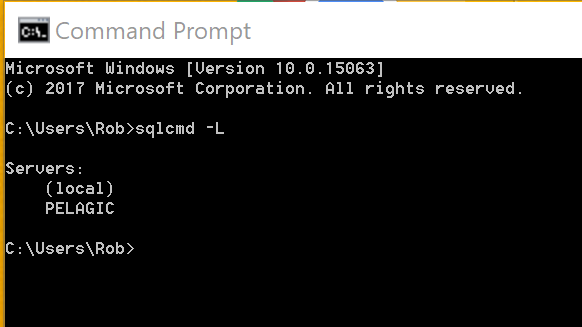 Command Prompt
Microsoft Windows [Version 10.0.15063]
(c) 2017 Microsoft Corporation. All rights reserved.
C:\Users\Rob>sqlcmd -L
Servers:
    (local)
    PELAGIC
C:\Users\Rob>